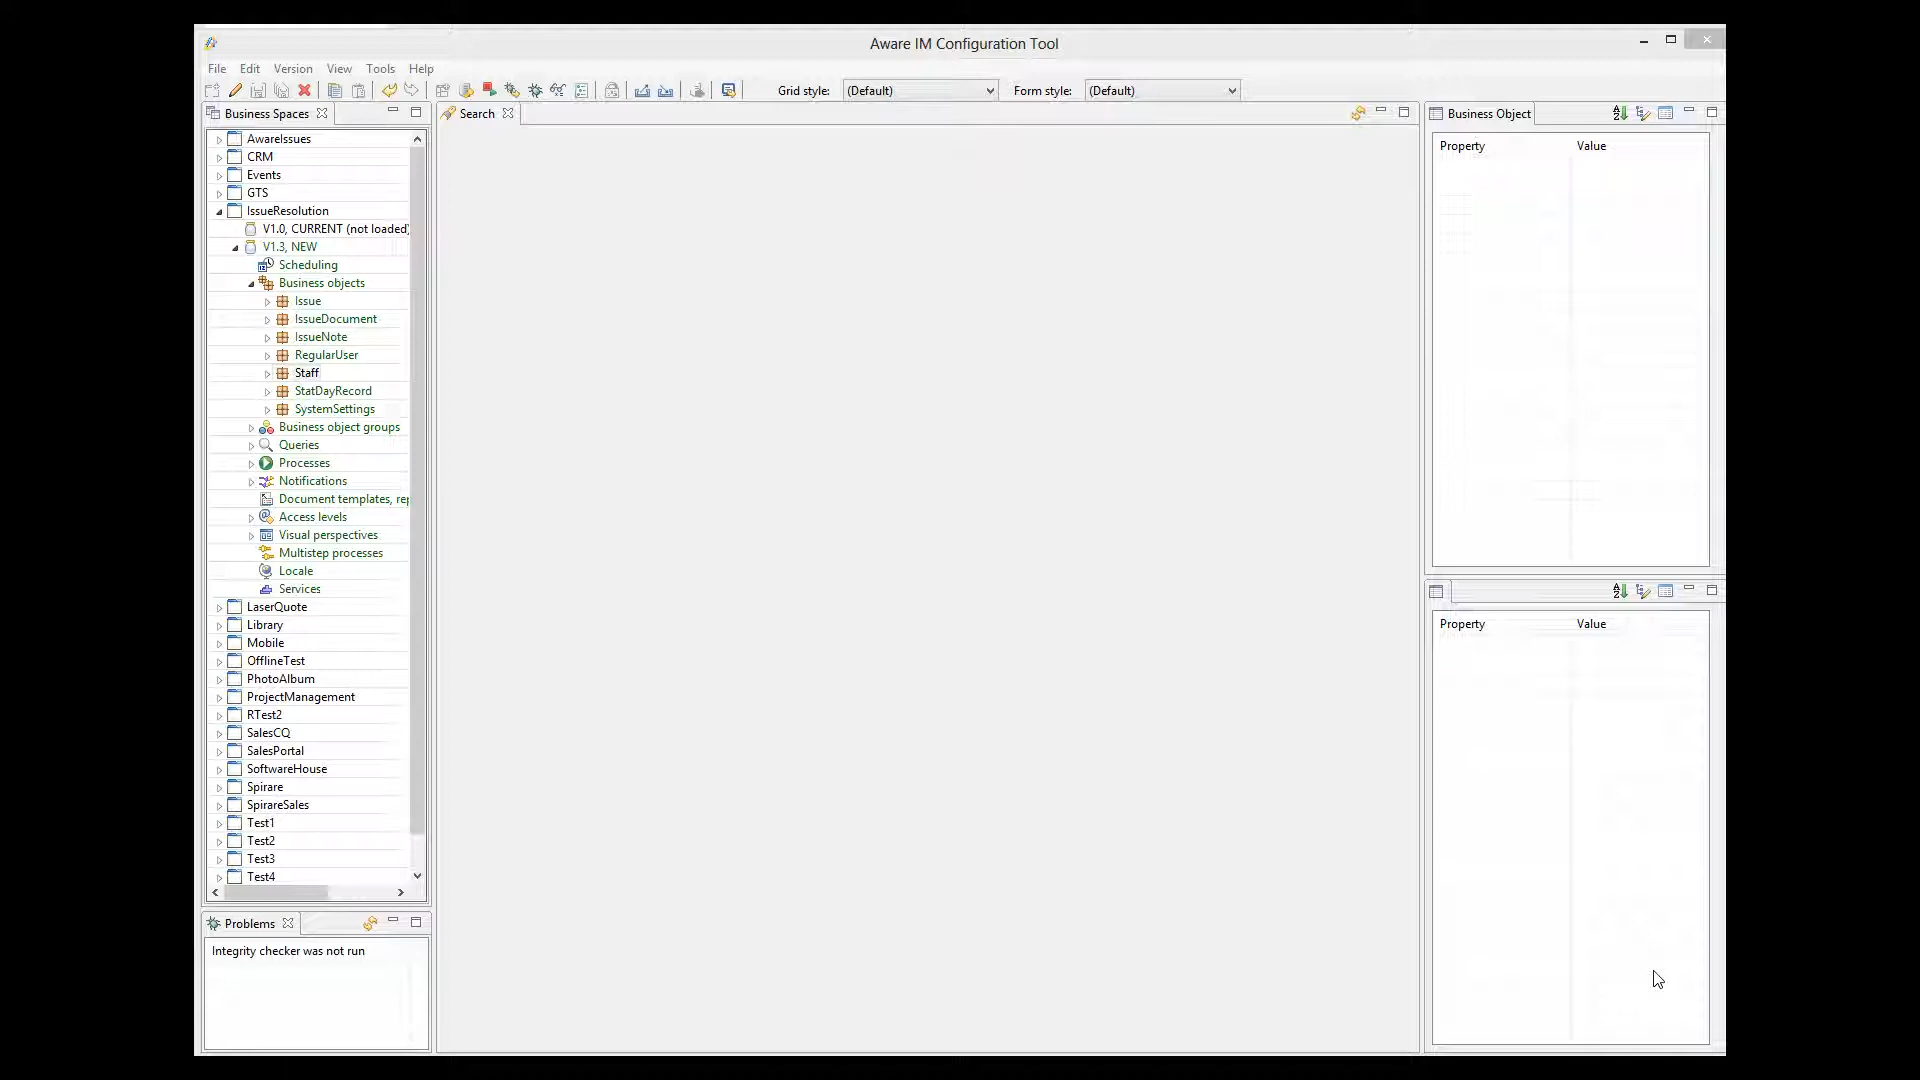 Aware IM Configuration Tool
File Edit Version View Tools Help
Grid style: (Default) Form style: (Default)
Business Spaces
AwareIssues
CRM
Events
GTS
IssueResolution
V1.0, CURRENT (not loaded)
V1.3, NEW
Scheduling
Business objects
Issue
IssueDocument
IssueNote
RegularUser
Staff
StatDayRecord
SystemSettings
Business object groups
Queries
Processes
Notifications
Document templates, rep
Access levels
Visual perspectives
Multistep processes
Locale
Services
LaserQuote
Library
Mobile
OfflineTest
PhotoAlbum
ProjectManagement
RTest2
SalesCQ
SalesPortal
SoftwareHouse
Spirare
SpirareSales
Test1
Test2
Test3
Test4
Problems
Integrity checker was not run
Search
Business Object
Property Value
Property Value